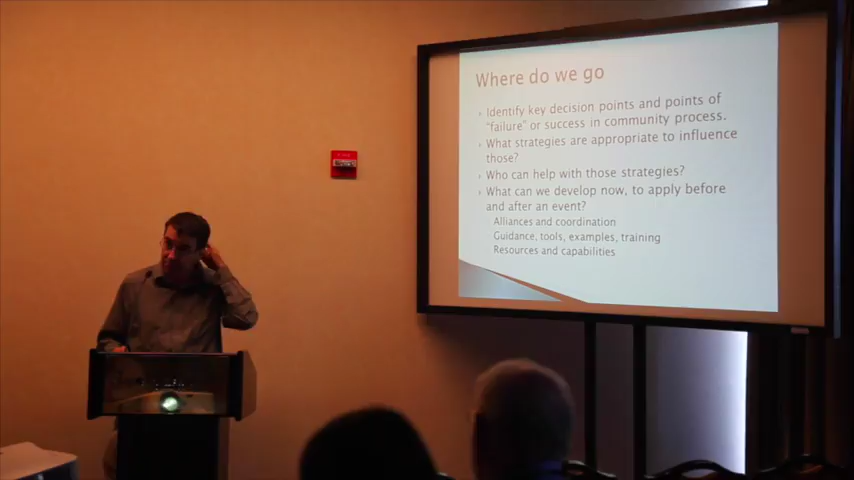 Where do we go
Identify key decision points and points of
"failure" or success in community process.
What strategies are appropriate to influence
those?
Who can help with those strategies?
What can we develop now, to apply before
and after an event?
Alliances and coordination
Guidance, tools, examples, training
Resources and capabilities